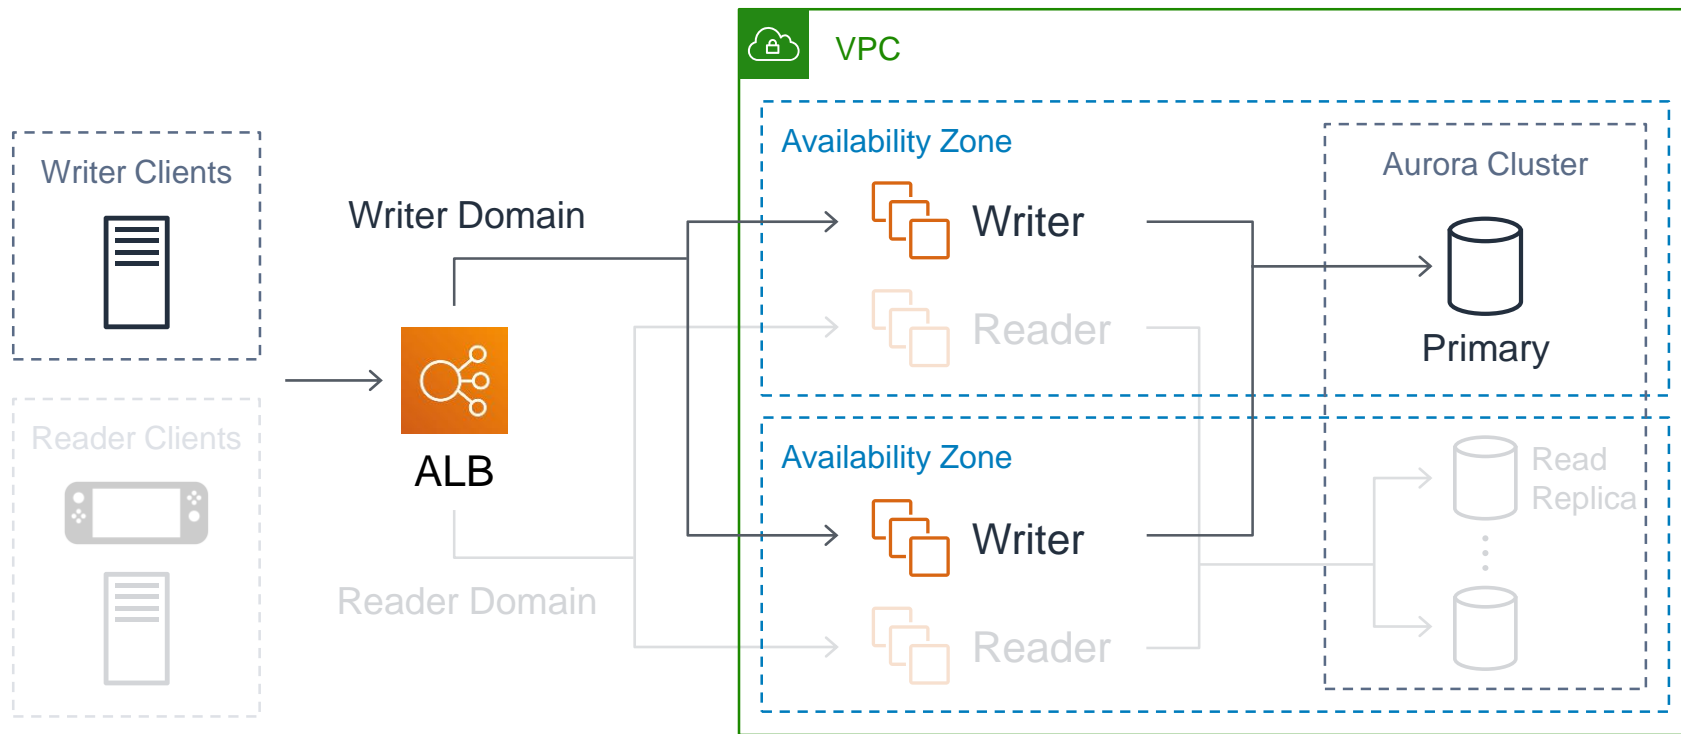 VPC
Availability Zone
Writer Clients
Aurora Cluster
Writer Domain
Writer
Reader
Primary
Reader Clients
ALB
Availability Zone
Read
Replica
Writer
Reader Domain
Reader